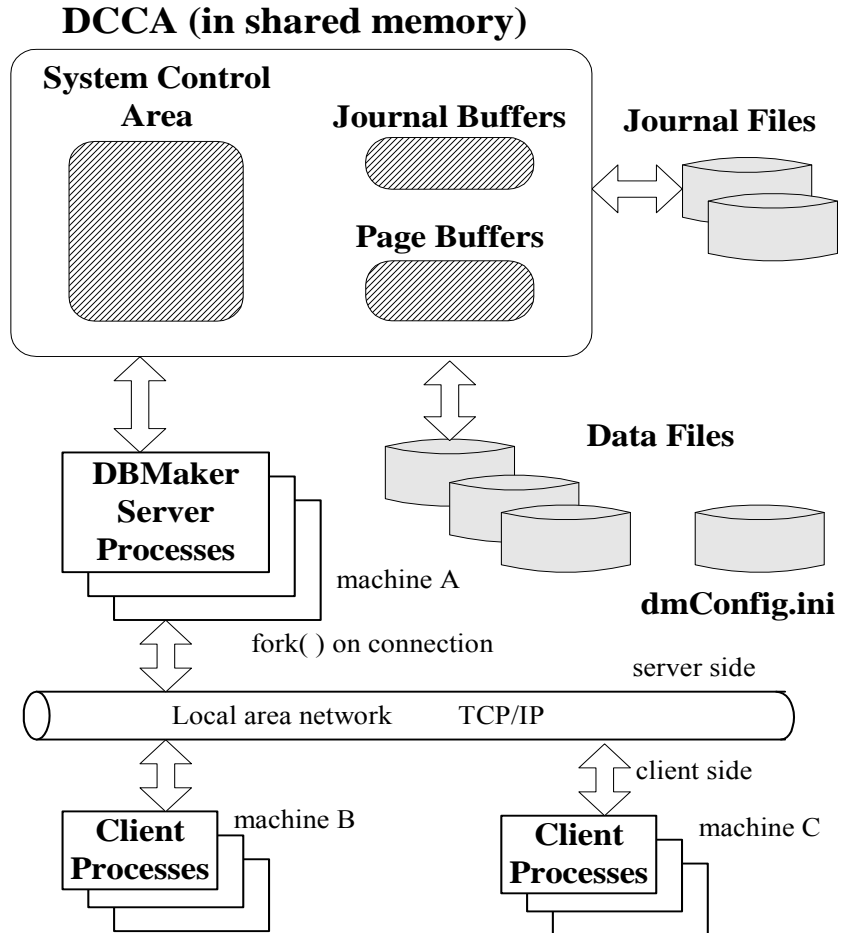 DCCA (in shared memory)
System Control
Area
Journal Buffers
Journal Files
Page Buffers
Data Files
DBMaker
Server
Processes
machine A
dmConfig.ini
fork( ) on connection
server side
Local area network TCP/IP
client side
Client
Processes
machine B
Client
Processes
machine C